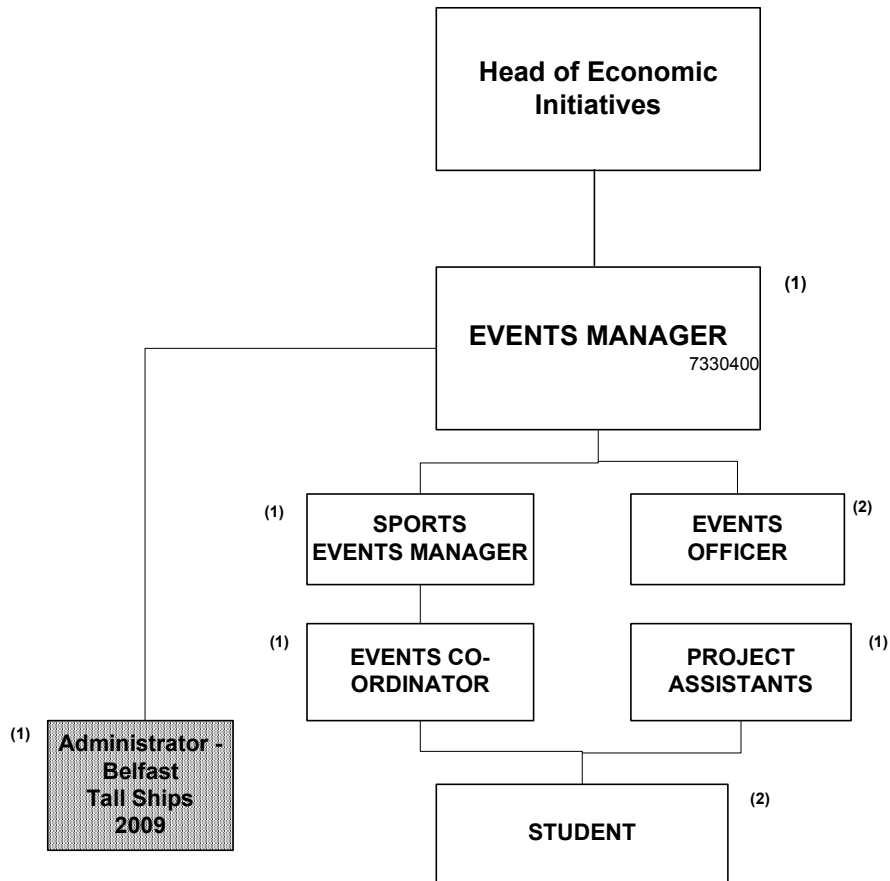 Head of Economic
Initiatives
(1)
EVENTS MANAGER
7330400
(1)
SPORTS
EVENTS MANAGER
(2)
EVENTS
OFFICER
(1)
EVENTS CO-
ORDINATOR
(1)
PROJECT
ASSISTANTS
(1)
Administrator -
Belfast
Tall Ships
2009
(2)
STUDENT